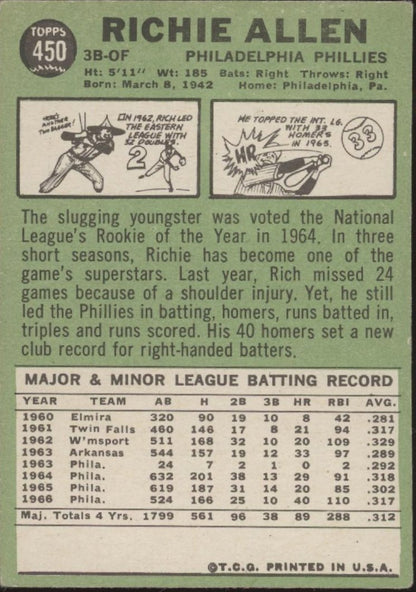 TOPPS
450
RICHIE ALLEN
3B-OF PHILADELPHIA PHILLIES
Ht: 5'11" Wt: 185 Bats: Right Throws: Right
Born: March 8, 1942 Home: Philadelphia, Pa.
HERE'S
ANOTHER
TWO BAGGER!
IN 1962, RICH LED
THE EASTERN
LEAGUE WITH
32 DOUBLES.
2
HE TOPPED THE INT. LG.
WITH 33
HOMERS
IN 1965.
HR
33
The slugging youngster was voted the National
League's Rookie of the Year in 1964. In three
short seasons, Richie has become one of the
game's superstars. Last year, Rich missed 24
games because of a shoulder injury. Yet, he still
led the Phillies in batting, homers, runs batted in,
triples and runs scored. His 40 homers set a new
club record for right-handed batters.
MAJOR & MINOR LEAGUE BATTING RECORD
YEAR TEAM AB H 2B 3B HR RBI AVG.
1960 Elmira 320 90 19 10 8 42 .281
1961 Twin Falls 460 146 17 8 21 94 .317
1962 W'msport 511 168 32 10 20 109 .329
1963 Arkansas 544 157 19 12 33 97 .289
1963 Phila. 24 7 2 1 0 2 .292
1964 Phila. 632 201 38 13 29 91 .318
1965 Phila. 619 187 31 14 20 85 .302
1966 Phila. 524 166 25 10 40 110 .317
Maj. Totals 4 Yrs. 1799 561 96 38 89 288 .312
©T.C.G. PRINTED IN U.S.A.